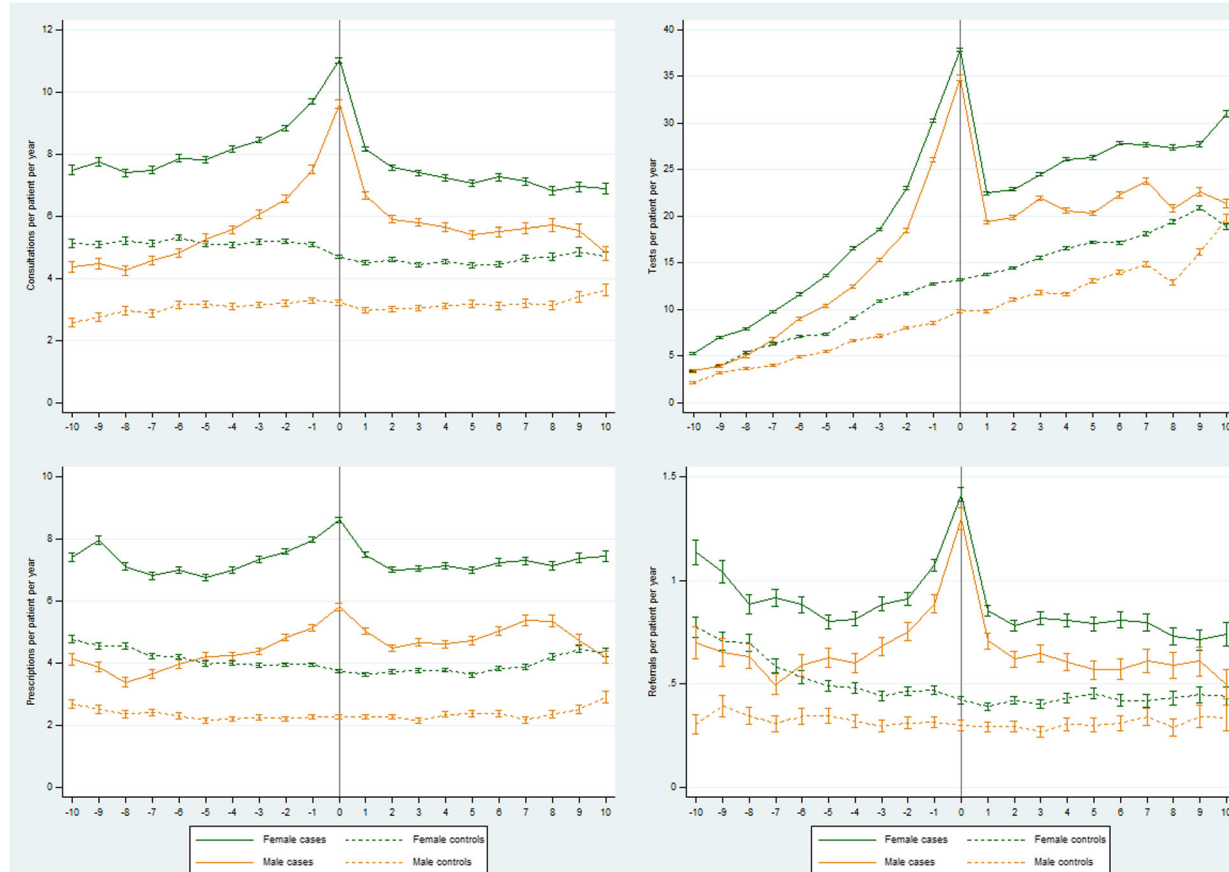 12
10
8
6
4
2
0
Consultations per patient per year
-10 -9 -8 -7 -6 -5 -4 -3 -2 -1 0 1 2 3 4 5 6 7 8 9 10
40
35
30
25
20
15
10
5
0
Tests per patient per year
-10 -9 -8 -7 -6 -5 -4 -3 -2 -1 0 1 2 3 4 5 6 7 8 9 10
10
8
6
4
2
0
Prescriptions per patient per year
-10 -9 -8 -7 -6 -5 -4 -3 -2 -1 0 1 2 3 4 5 6 7 8 9 10
Female cases Female controls
Male cases Male controls
1.5
1
.5
0
Referrals per patient per year
-10 -9 -8 -7 -6 -5 -4 -3 -2 -1 0 1 2 3 4 5 6 7 8 9 10
Female cases Female controls
Male cases Male controls